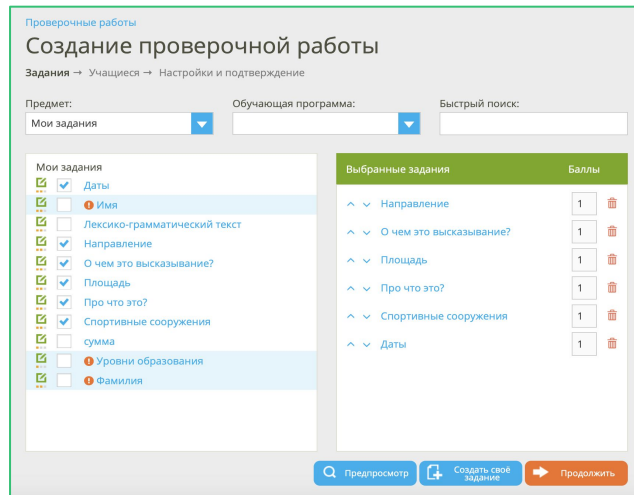 Проверочные работы
Создание проверочной работы
Задания → Учащиеся → Настройки и подтверждение
Предмет:
Мои задания
Обучающая программа:
Быстрый поиск:
Мои задания
Даты
Имя
Лексико-грамматический текст
Направление
О чем это высказывание?
Площадь
Про что это?
Спортивные сооружения
сумма
Уровни образования
Фамилия
Выбранные задания Баллы
Направление 1
О чем это высказывание? 1
Площадь 1
Про что это? 1
Спортивные сооружения 1
Даты 1
Предпросмотр
Создать своё
задание
Продолжить